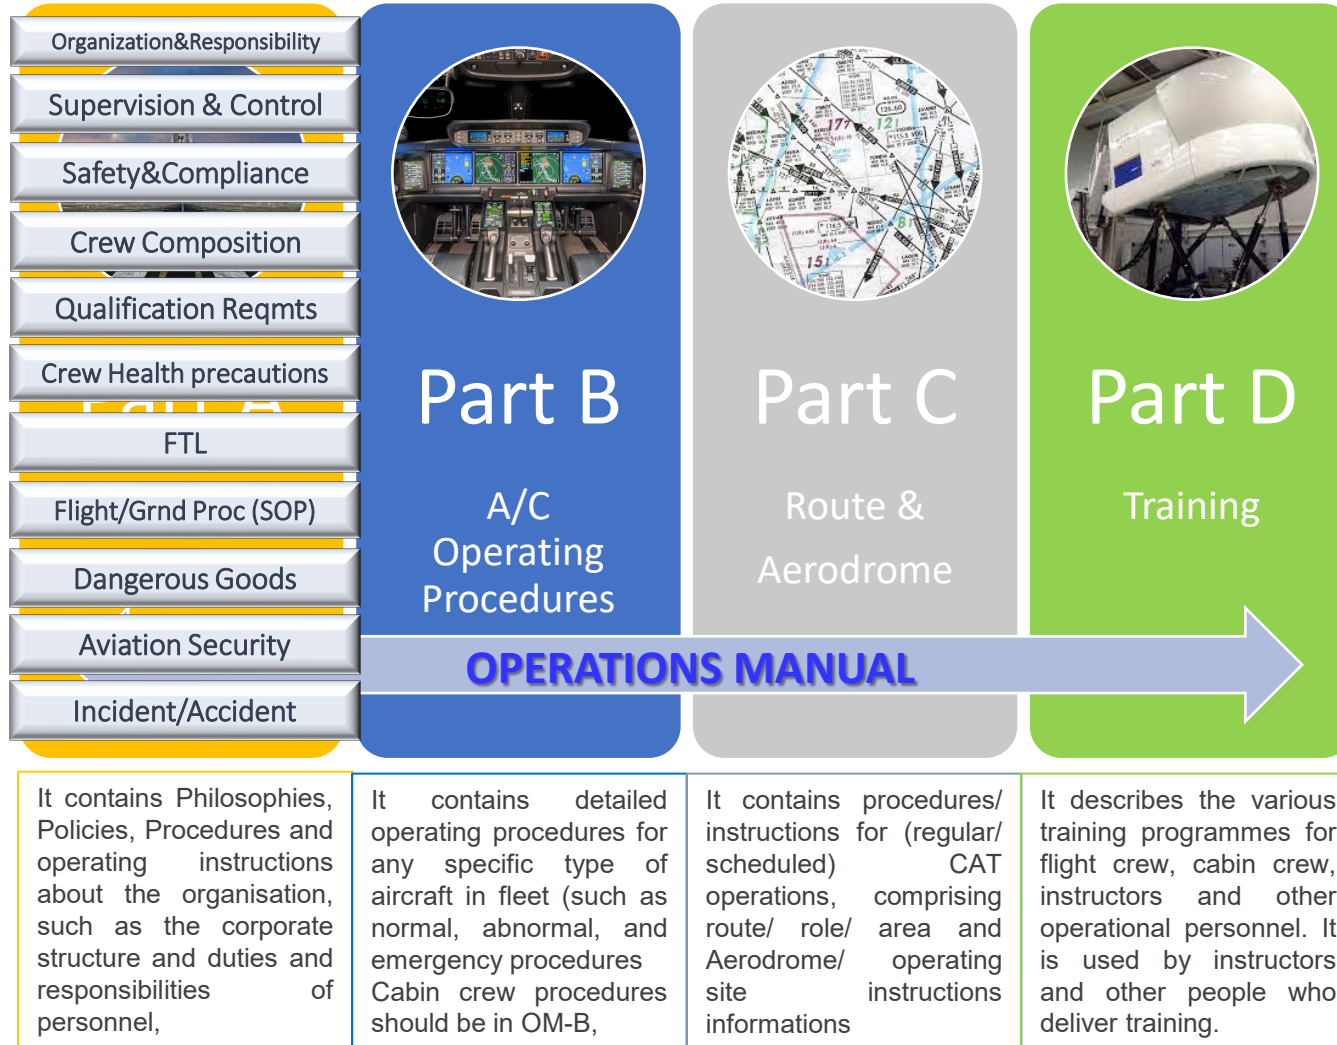 Organization&Responsibility
Supervision & Control
Safety&Compliance
Crew Composition
Qualification Reqmts
Crew Health precautions
Part A
FTL
Flight/Grnd Proc (SOP)
Dangerous Goods
Aviation Security
Incident/Accident
Part B
A/C
Operating
Procedures
Part C
Route &
Aerodrome
Part D
Training
OPERATIONS MANUAL
It contains Philosophies,
Policies, Procedures and
operating instructions
about the organisation,
such as the corporate
structure and duties and
responsibilities of
personnel,
It contains detailed
operating procedures for
any specific type of
aircraft in fleet (such as
normal, abnormal, and
emergency procedures
Cabin crew procedures
should be in OM-B,
It contains procedures/
instructions for (regular/
scheduled) CAT
operations, comprising
route/ role/ area and
Aerodrome/ operating
site instructions
informations
It describes the various
training programmes for
flight crew, cabin crew,
instructors and other
operational personnel. It
is used by instructors
and other people who
deliver training.